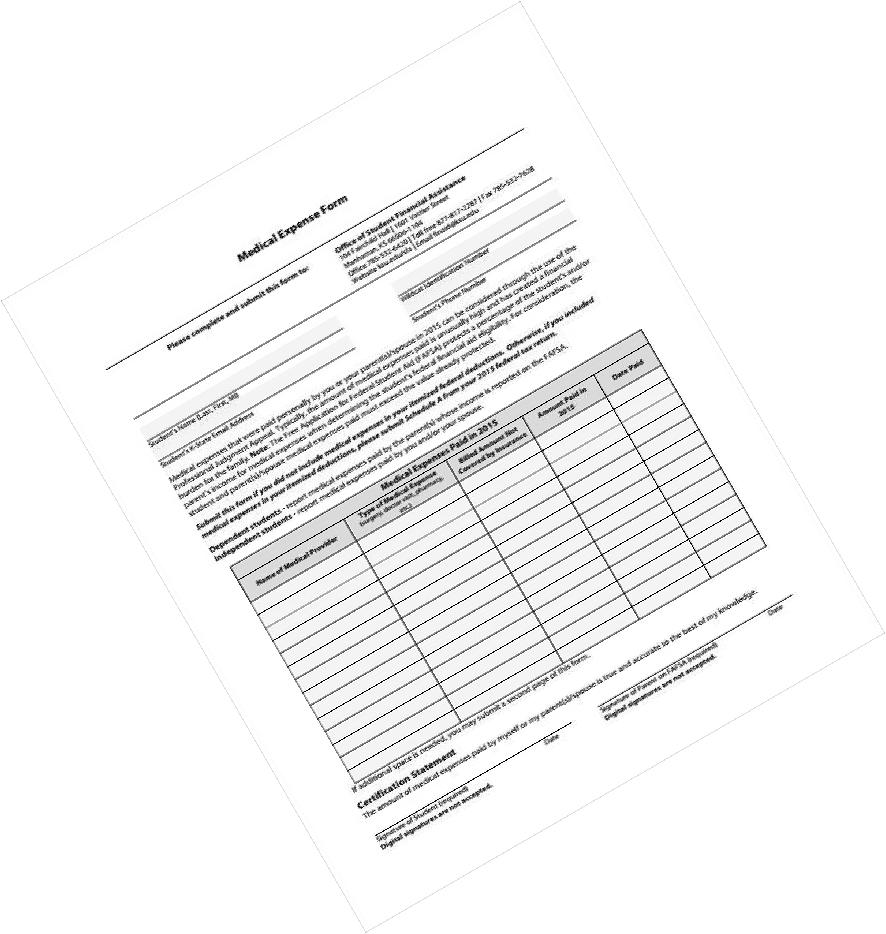 Medical Expense Form
Please complete and submit this form to:
Office of Student Financial Assistance
104 Fairchild Hall | 1601 Vattier Street
Manhattan, KS 66506-1104
Office 785-532-6420 | Toll free 877-817-2287 | Fax 785-532-7628
Website ksu.edu/sfa | Email finaid@ksu.edu
Student's Name (Last, First, MI)
Wildcat Identification Number
Student's K-State Email Address
Student's Phone Number
Medical expenses that were paid personally by you or your parent(s)/spouse in 2015 can be considered through the use of the
Professional Judgment Appeal. Typically, the amount of medical expenses paid is unusually high and has created a financial
burden for the family. Note: The Free Application for Federal Student Aid (FAFSA) protects a percentage of the student's and/or
parent's income for medical expenses when determining the student's federal financial aid eligibility. For consideration, the
student and parent(s)/spouse medical expenses paid must exceed the value already protected.
Submit this form if you did not include medical expenses in your itemized federal deductions. Otherwise, if you included
medical expenses in your itemized deductions, please submit Schedule A from your 2015 federal tax return.
Dependent students - report medical expenses paid by the parent(s) whose income is reported on the FAFSA.
Independent students - report medical expenses paid by you and/or your spouse.
Medical Expenses Paid in 2015
Name of Medical Provider
Type of Medical Expense
(surgery, doctor visit, pharmacy,
etc.)
Billed Amount Not
Covered by Insurance
Amount Paid in
2015
Date Paid
If additional space is needed, you may submit a second page of this form.
Certification Statement
The amount of medical expenses paid by myself or my parent(s)/spouse is true and accurate to the best of my knowledge.
Signature of Student (required)
Date
Signature of Parent on FAFSA (required)
Date
Digital signatures are not accepted.
Digital signatures are not accepted.